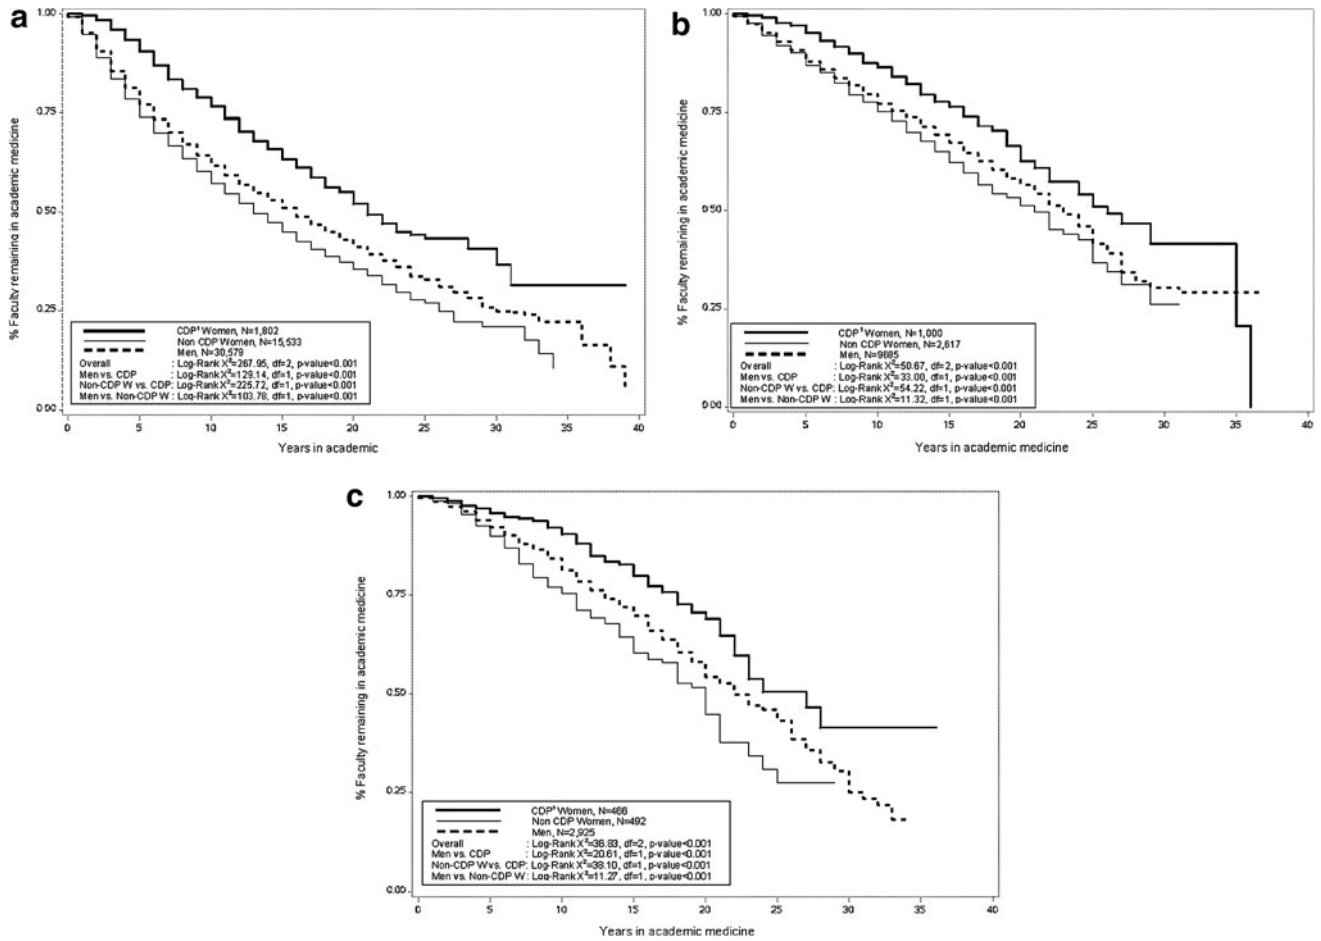 a
1.00
0.75
0.50
0.25
0.00
% Faculty remaining in academic medicine
CDP¹ Women, N=1,802
Non CDP Women, N=15,533
Men, N=30,579
Overall : Log-Rank X²=267.95, df=2, p-value<0.001
Men vs. CDP : Log-Rank X²=129.14, df=1, p-value<0.001
Non-CDP W vs. CDP: Log-Rank X²=225.72, df=1, p-value<0.001
Men vs. Non-CDP W : Log-Rank X²=103.78, df=1, p-value<0.001
0 5 10 15 20 25 30 35 40
Years in academic
b
1.00
0.75
0.50
0.25
0.00
% Faculty remaining in academic medicine
CDP¹ Women, N=1,000
Non CDP Women, N=2,617
Men, N=9685
Overall : Log-Rank X²=50.67, df=2, p-value<0.001
Men vs. CDP : Log-Rank X²=33.00, df=1, p-value<0.001
Non-CDP W vs. CDP: Log-Rank X²=54.22, df=1, p-value<0.001
Men vs. Non-CDP W : Log-Rank X²=11.32, df=1, p-value<0.001
0 5 10 15 20 25 30 35 40
Years in academic medicine
c
1.00
0.75
0.50
0.25
0.00
% Faculty remaining in academic medicine
CDP¹ Women, N=466
Non CDP Women, N=492
Men, N=2,925
Overall : Log-Rank X²=36.83, df=2, p-value<0.001
Men vs. CDP : Log-Rank X²=20.61, df=1, p-value<0.001
Non-CDP W vs. CDP: Log-Rank X²=38.10, df=1, p-value<0.001
Men vs. Non-CDP W : Log-Rank X²=11.27, df=1, p-value<0.001
0 5 10 15 20 25 30 35 40
Years in academic medicine